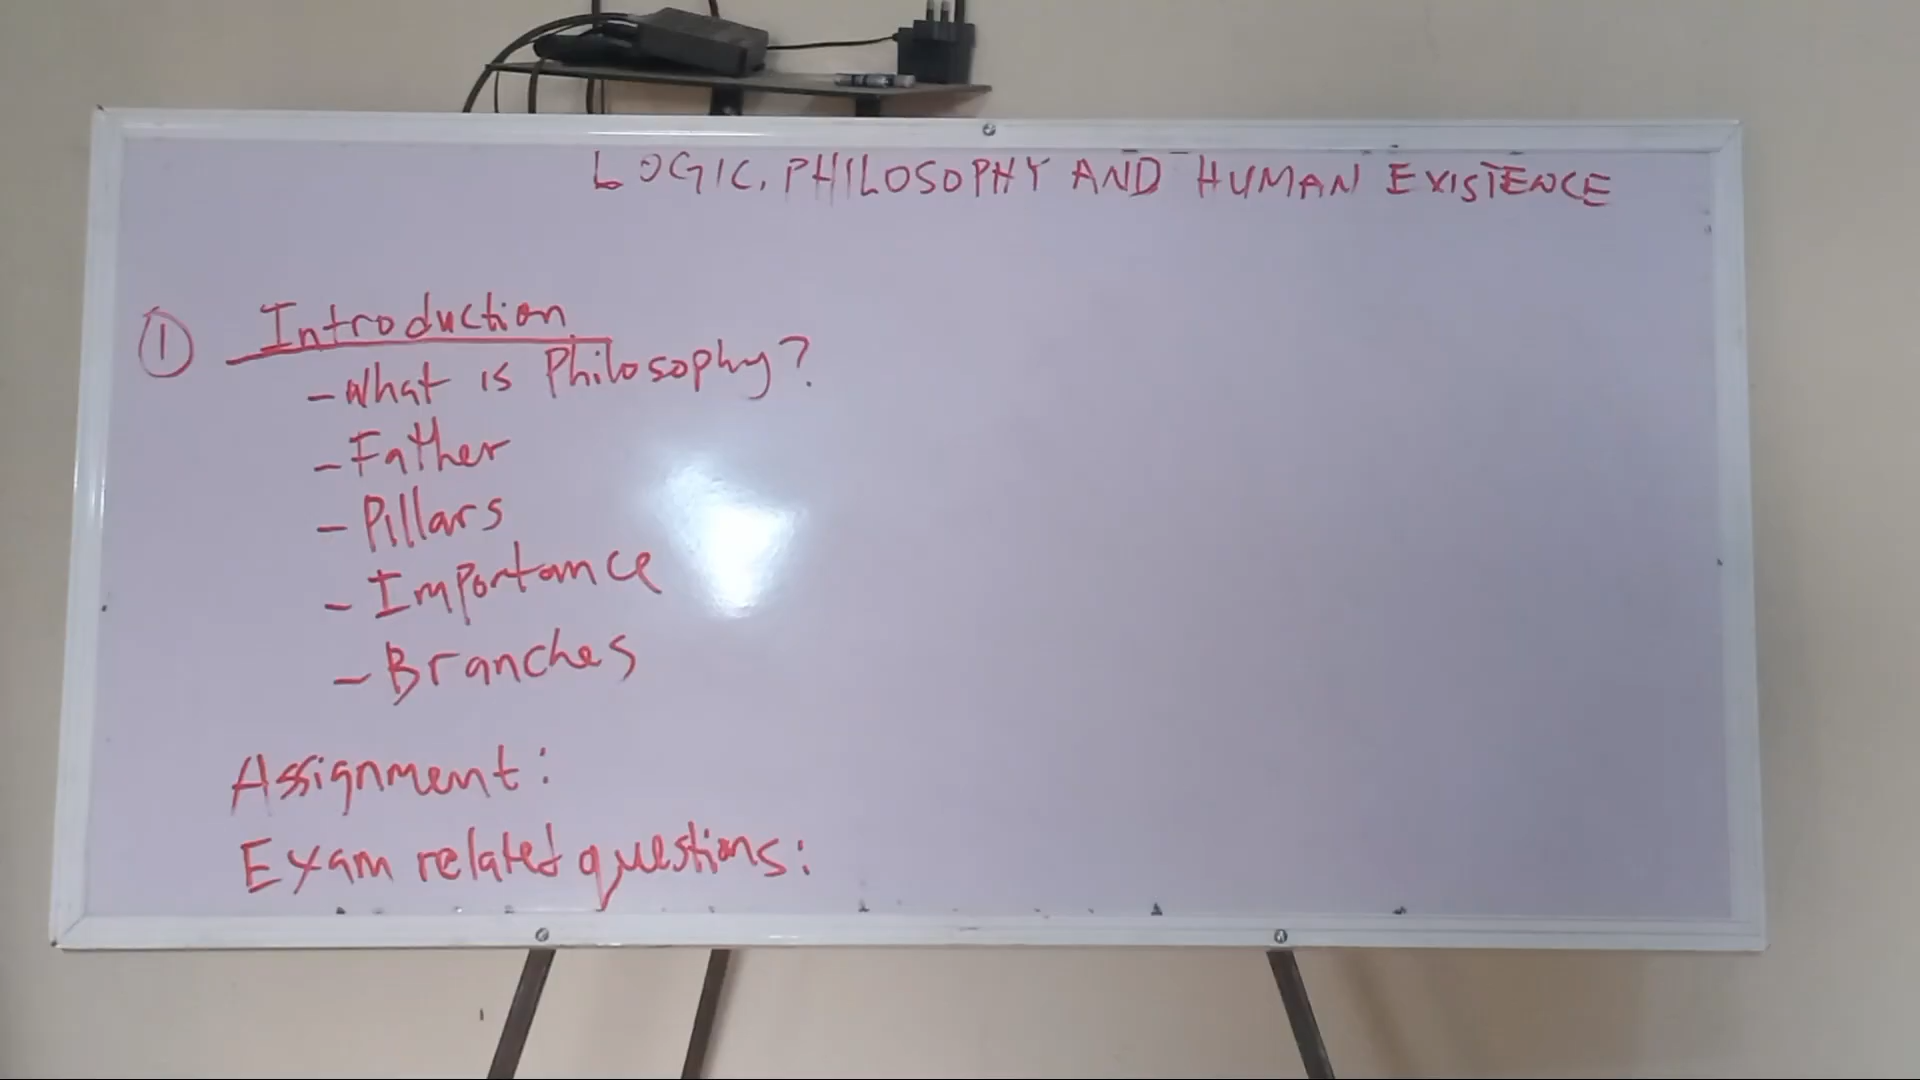 LOGIC, PHILOSOPHY AND HUMAN EXISTENCE
① Introduction
- What is Philosophy?
- Father
- Pillars
- Importance
- Branches
Assignment:
Exam related questions: